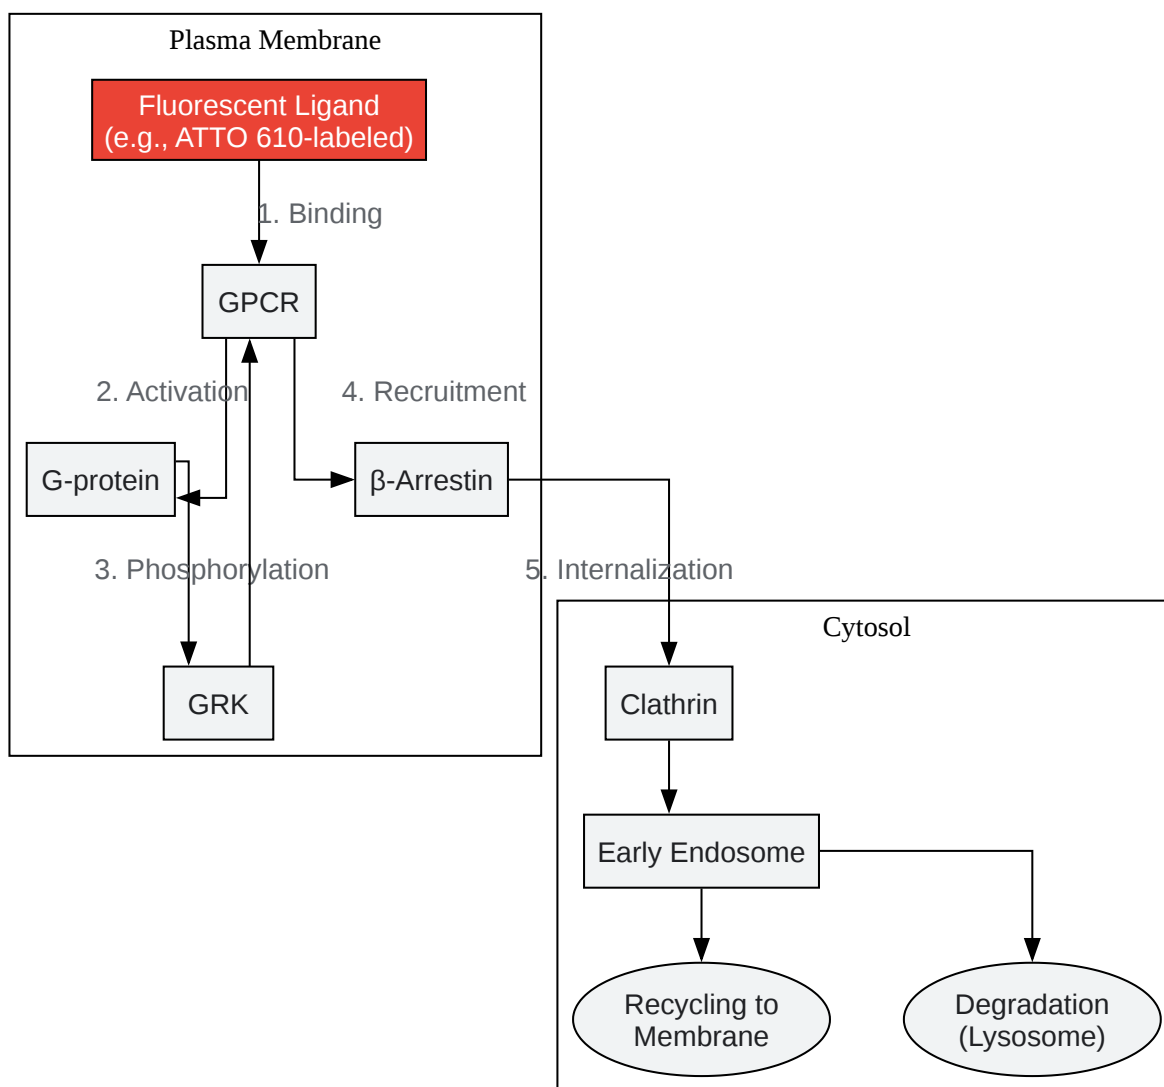 Plasma Membrane
Fluorescent Ligand
(e.g., ATTO 610-labeled)
1. Binding
GPCR
2. Activation
4. Recruitment
G-protein
β-Arrestin
3. Phosphorylation
5. Internalization
Cytosol
GRK
Clathrin
Early Endosome
Recycling to
Membrane
Degradation
(Lysosome)